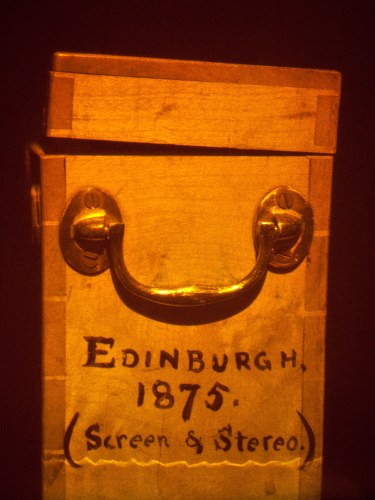 EDINBURGH.
1875.
(Screen & Stereo.)